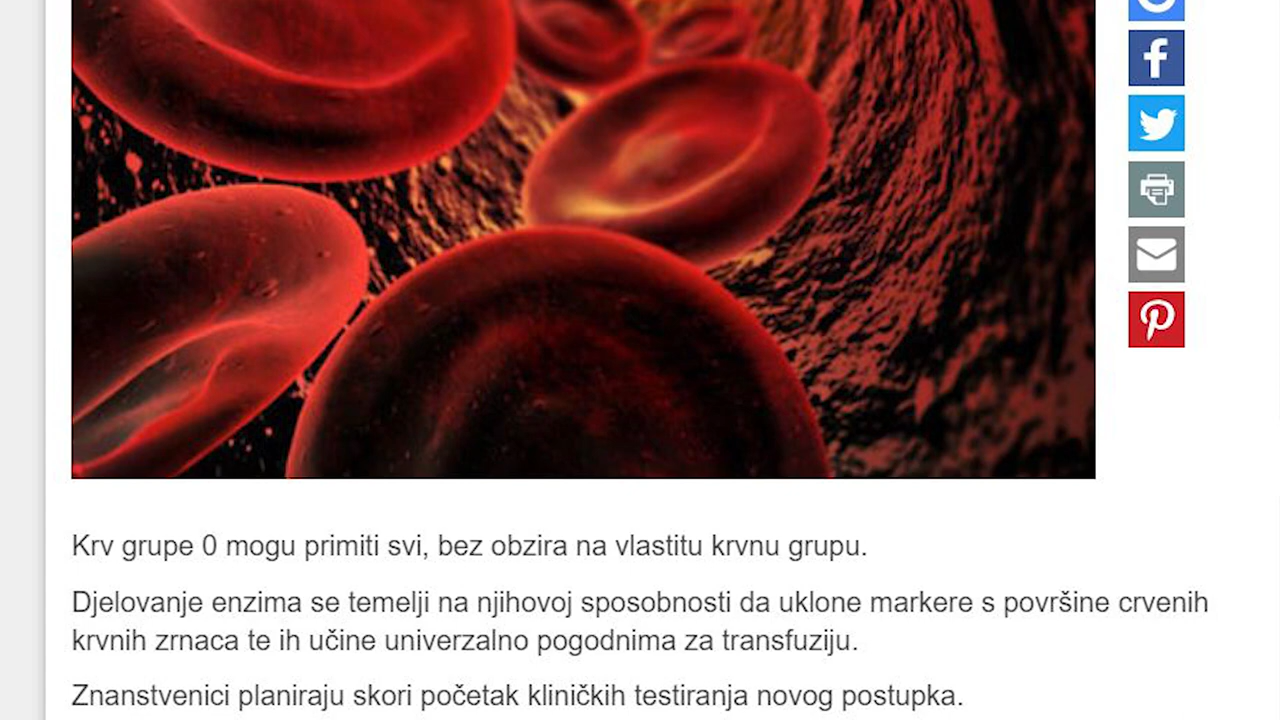 Krv grupe 0 mogu primiti svi, bez obzira na vlastitu krvnu grupu.
Djelovanje enzima se temelji na njihovoj sposobnosti da uklone markere s površine crvenih
krvnih zrnaca te ih učine univerzalno pogodnima za transfuziju.
Znanstvenici planiraju skori početak kliničkih testiranja novog postupka.